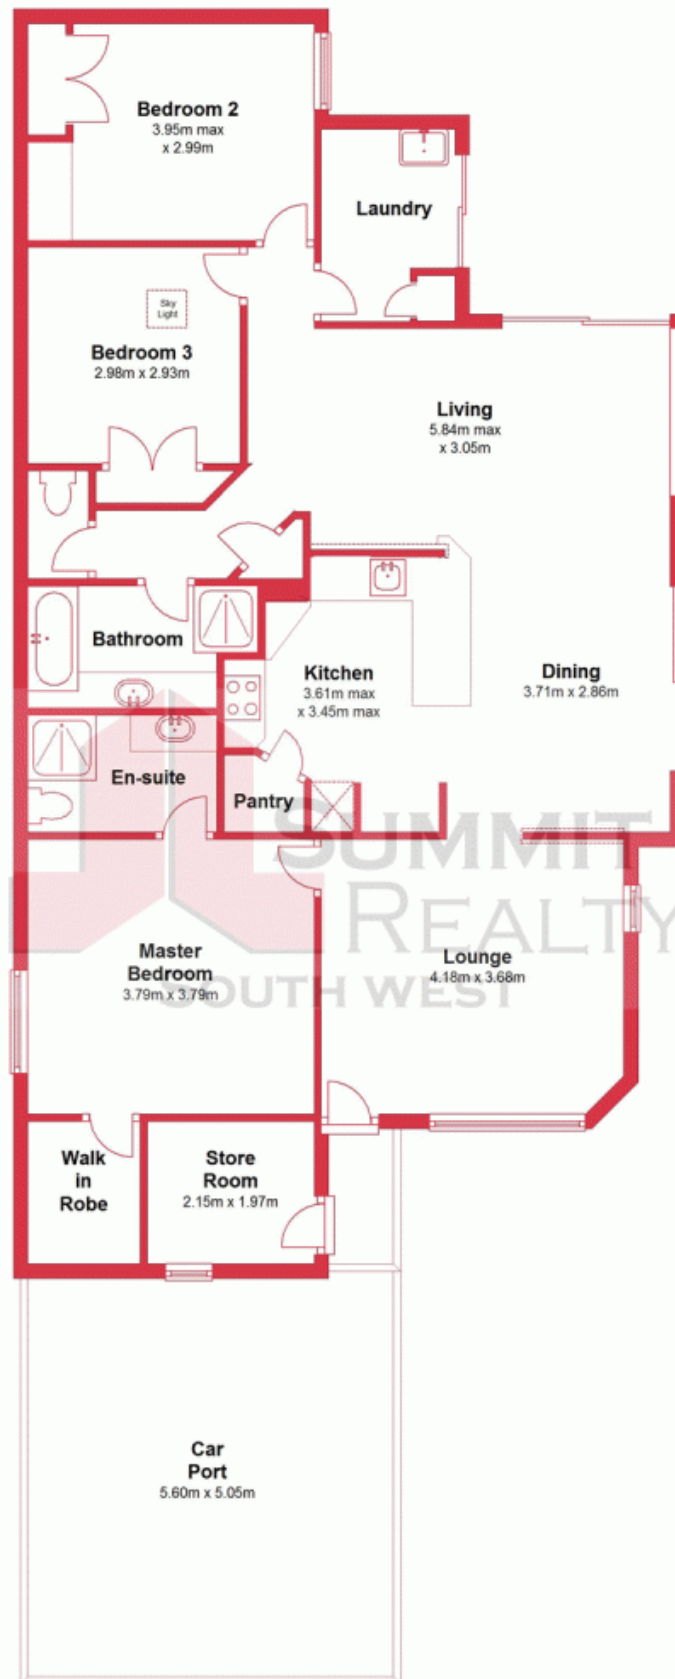 Bedroom 2
3.95m max
x 2.99m
Laundry
Sky
Light
Bedroom 3
2.98m x 2.93m
Living
5.84m max
x 3.05m
Bathroom
Kitchen
3.61m max
x 3.45m max
Dining
3.71m x 2.86m
En-suite
Pantry
SUMMIT
REALTY
SOUTH WEST
Master
Bedroom
3.79m x 3.79m
Lounge
4.18m x 3.68m
Walk
in
Robe
Store
Room
2.15m x 1.97m
Car
Port
5.60m x 5.05m